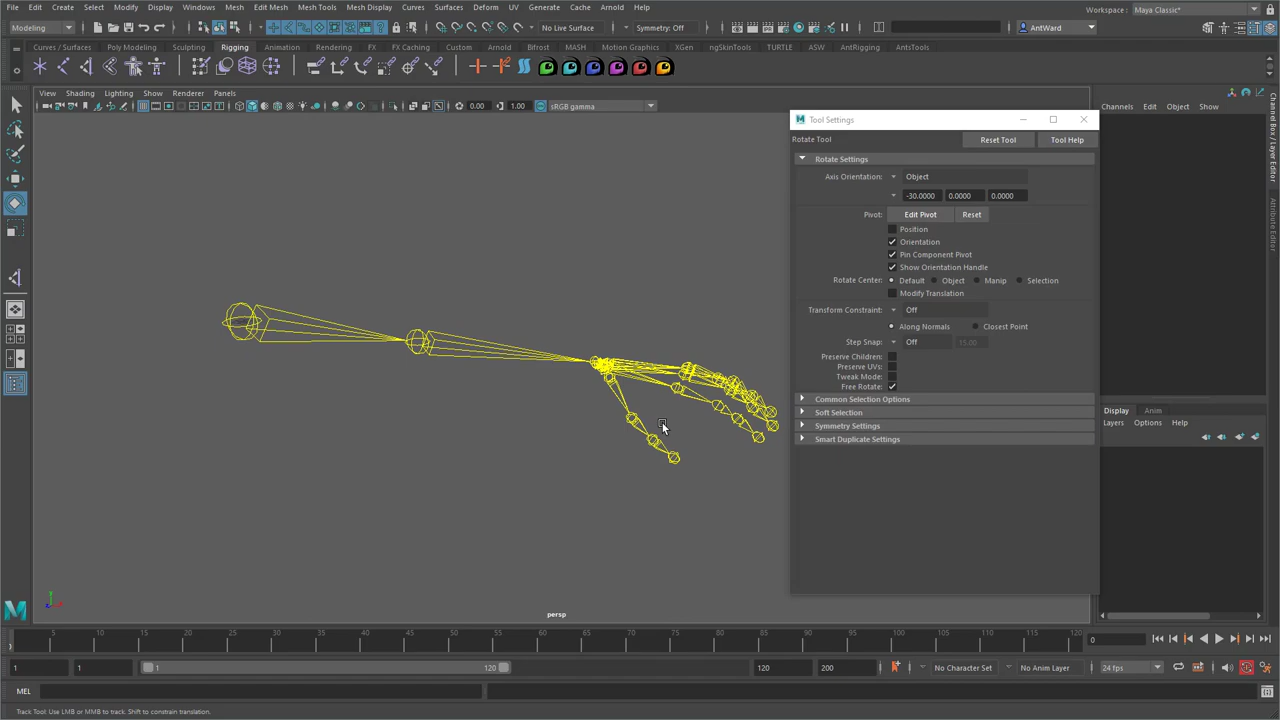 File Edit Create Select Modify Display Windows Mesh Edit Mesh Mesh Tools Mesh Display Curves Surfaces Deform UV Generate Cache Arnold Help
Workspace : Maya Classic*
Modeling No Live Surface Symmetry: Off AntWard
Curves / Surfaces Poly Modeling Sculpting Rigging Animation Rendering FX FX Caching Custom Arnold Bifrost MASH Motion Graphics XGen ngSkinTools TURTLE ASW AntRigging AntsTools
View Shading Lighting Show Renderer Panels
0.00 1.00 sRGB gamma
Channels Edit Object Show
Channel Box / Layer Editor
Attribute Editor
Tool Settings
Rotate Tool Reset Tool Tool Help
Rotate Settings
Axis Orientation: Object
-30.0000 0.0000 0.0000
Pivot: Edit Pivot Reset
Position
Orientation
Pin Component Pivot
Show Orientation Handle
Rotate Center: Default Object Manip Selection
Modify Translation
Transform Constraint: Off
Along Normals Closest Point
Step Snap: Off 15.00
Preserve Children:
Preserve UVs:
Tweak Mode:
Free Rotate:
Common Selection Options
Soft Selection
Symmetry Settings
Smart Duplicate Settings
Display Anim
Layers Options Help
persp
5 10 15 20 25 30 35 40 45 50 55 60 65 70 75 80 85 90 95 100 105 110 115 120 0
1 1 1 120 120 200 No Character Set No Anim Layer 24 fps
MEL
Track Tool: Use LMB or MMB to track. Shift to constrain translation.